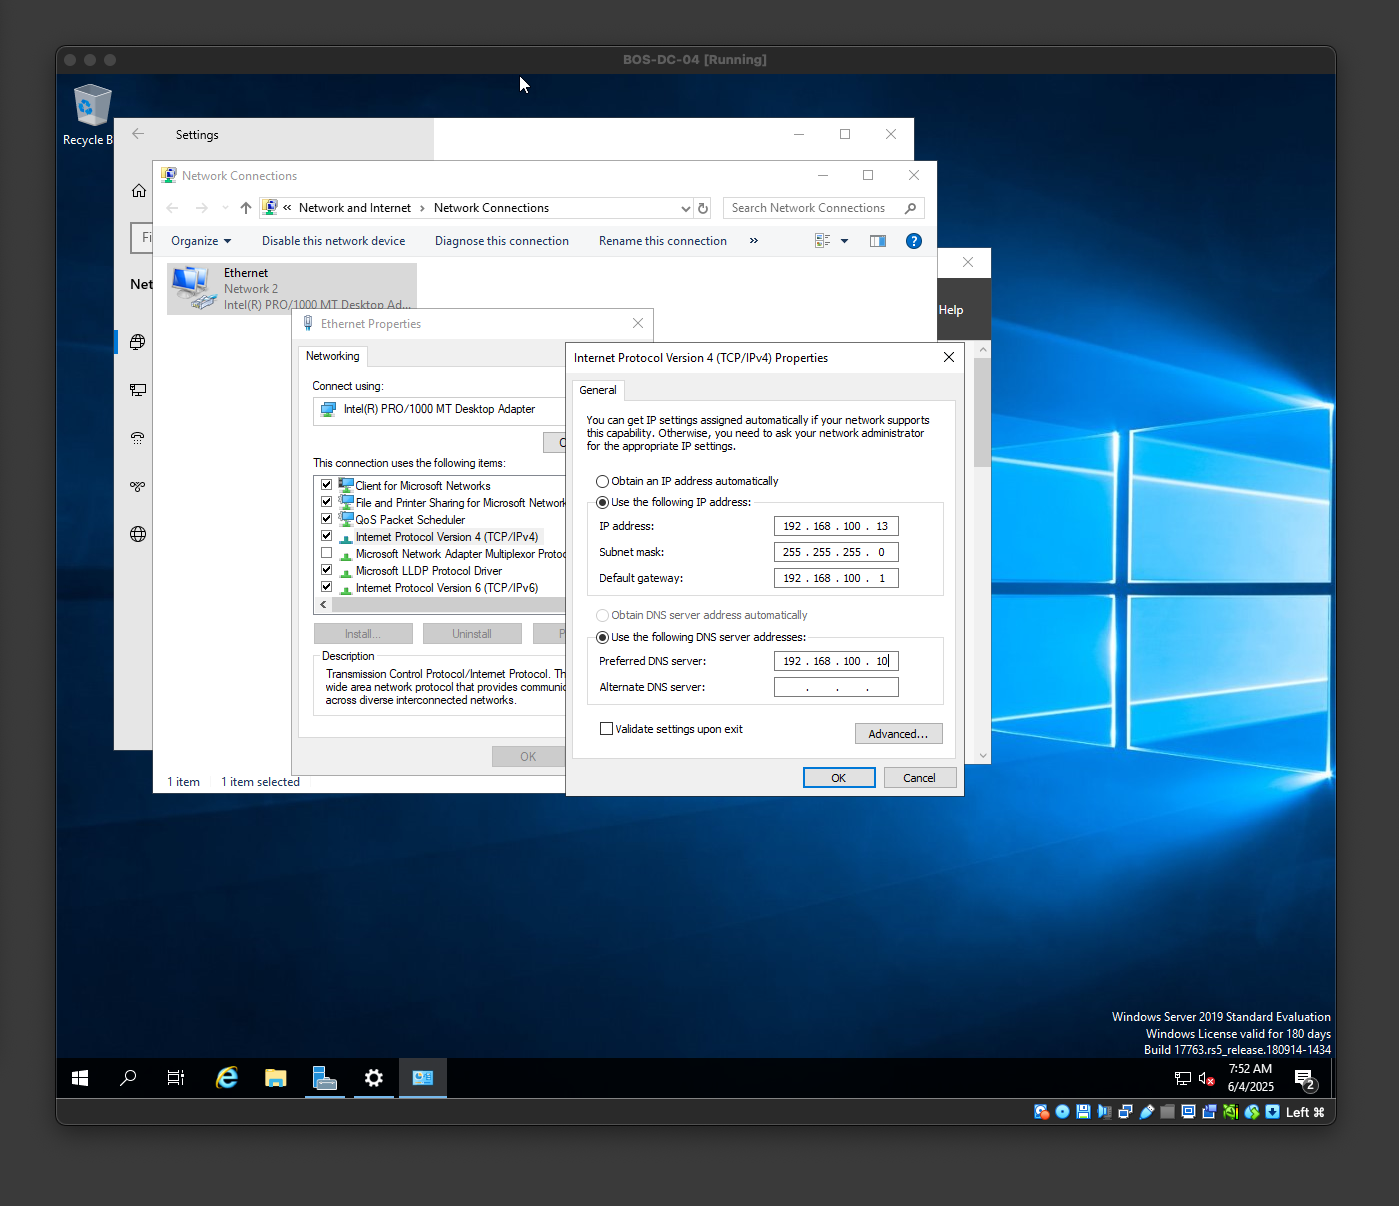 BOS-DC-04 [Running]
Recycle B
Settings
Network Connections
Network and Internet
Network Connections
Search Network Connections
Organize
Disable this network device
Diagnose this connection
Rename this connection
»
Fi
Net
Ethernet
Network 2
Intel(R) PRO/1000 MT Desktop Ad...
Help
Ethernet Properties
Networking
Connect using:
Intel(R) PRO/1000 MT Desktop Adapter
C
This connection uses the following items:
Client for Microsoft Networks
File and Printer Sharing for Microsoft Network
QoS Packet Scheduler
Internet Protocol Version 4 (TCP/IPv4)
Microsoft Network Adapter Multiplexor Protoc
Microsoft LLDP Protocol Driver
Internet Protocol Version 6 (TCP/IPv6)
Install...
Uninstall
P
Description
Transmission Control Protocol/Internet Protocol. Th
wide area network protocol that provides communic
across diverse interconnected networks.
OK
1 item
1 item selected
Internet Protocol Version 4 (TCP/IPv4) Properties
General
You can get IP settings assigned automatically if your network supports
this capability. Otherwise, you need to ask your network administrator
for the appropriate IP settings.
Obtain an IP address automatically
Use the following IP address:
IP address:
192 . 168 . 100 . 13
Subnet mask:
255 . 255 . 255 . 0
Default gateway:
192 . 168 . 100 . 1
Obtain DNS server address automatically
Use the following DNS server addresses:
Preferred DNS server:
192 . 168 . 100 . 10
Alternate DNS server:
. . .
Validate settings upon exit
Advanced...
OK
Cancel
Windows Server 2019 Standard Evaluation
Windows License valid for 180 days
Build 17763.rs5_release.180914-1434
7:52 AM
6/4/2025
2
Left ⌘